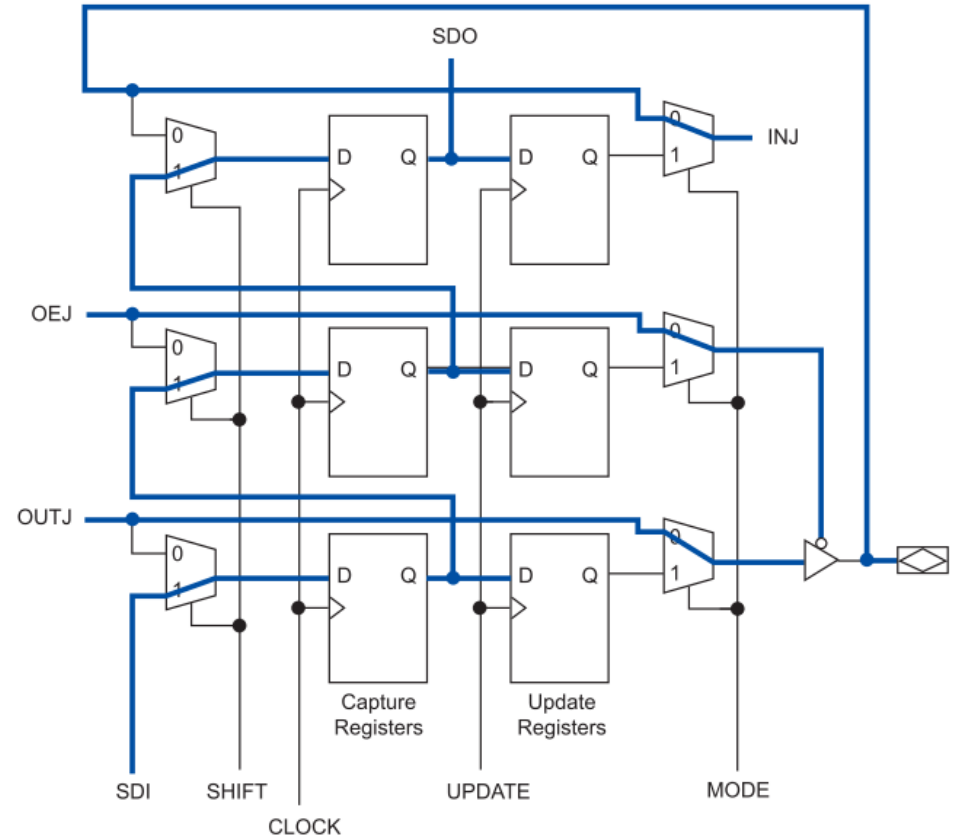 SDO
0
1
D
Q
D
Q
0
1
INJ
OEJ
0
1
D
Q
D
Q
0
1
OUTJ
0
1
D
Q
D
Q
0
1
Capture
Registers
Update
Registers
SDI
SHIFT
CLOCK
UPDATE
MODE